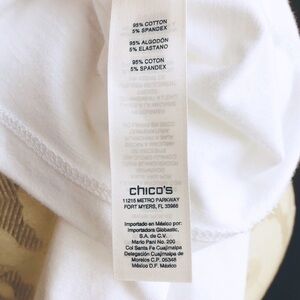 95% COTTON
5% SPANDEX
95% ALGODÓN
5% ELASTANO
95% COTON
5% SPANDEX
chico's
11215 METRO PARKWAY
FORT MYERS, FL 33966
Importado en México por:
Importadora Globastic,
S.A. de C.V.
Mario Pani No. 200
Col Santa Fe Cuajimalpa
Delegación Cuajimalpa de
Morelos C.P. 05348
México D.F. México